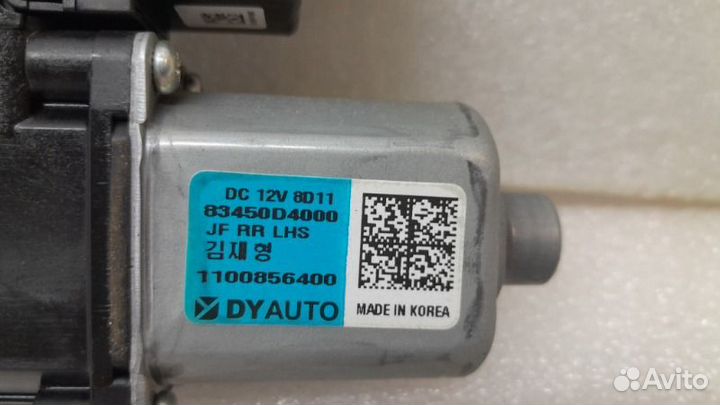 DC 12V 8D11
83450D4000
JF RR LHS
김재형
1100856400
DYAUTO
MADE IN KOREA
Avito